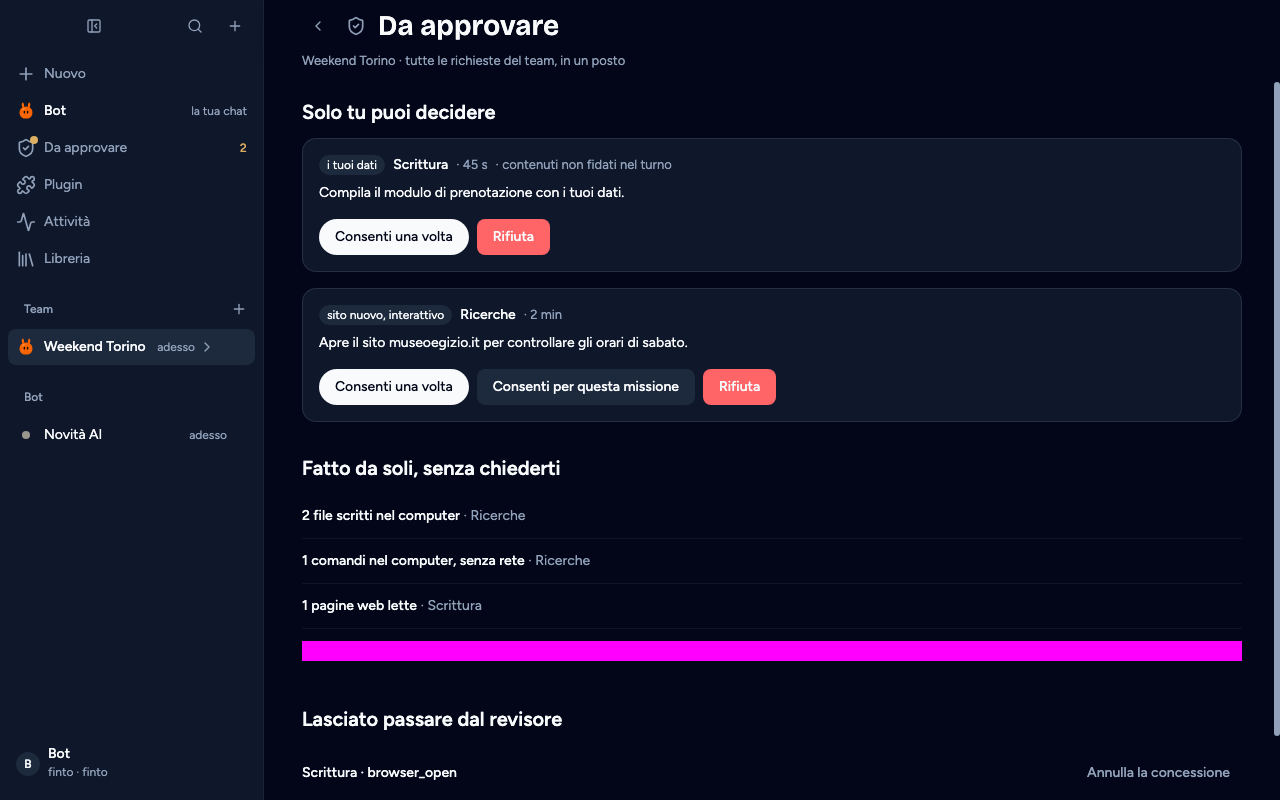 Nuovo
Bot
la tua chat
Da approvare
2
Plugin
Attività
Libreria
Team
Weekend Torino
adesso
Bot
Novità AI
adesso
B
Bot
finto · finto
Da approvare
Weekend Torino · tutte le richieste del team, in un posto
Solo tu puoi decidere
i tuoi dati Scrittura · 45 s · contenuti non fidati nel turno
Compila il modulo di prenotazione con i tuoi dati.
Consenti una volta Rifiuta
sito nuovo, interattivo Ricerche · 2 min
Apre il sito museoegizio.it per controllare gli orari di sabato.
Consenti una volta Consenti per questa missione Rifiuta
Fatto da soli, senza chiederti
2 file scritti nel computer · Ricerche
1 comandi nel computer, senza rete · Ricerche
1 pagine web lette · Scrittura
Lasciato passare dal revisore
Scrittura · browser_open Annulla la concessione